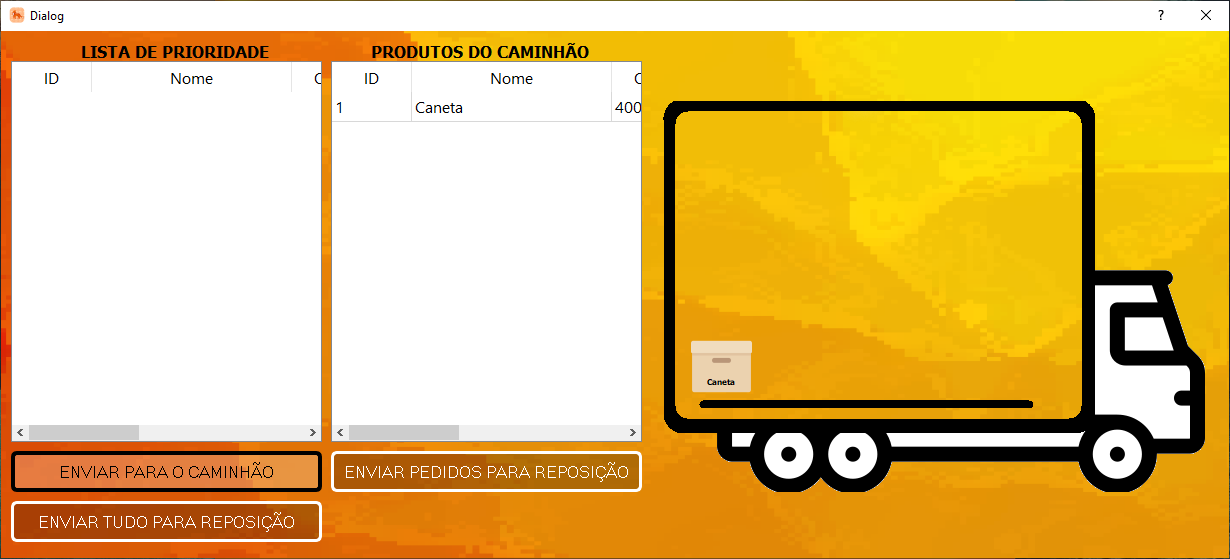 Dialog
LISTA DE PRIORIDADE
ID Nome C
PRODUTOS DO CAMINHÃO
ID Nome C
1 Caneta 400
Caneta
ENVIAR PARA O CAMINHÃO
ENVIAR PEDIDOS PARA REPOSIÇÃO
ENVIAR TUDO PARA REPOSIÇÃO